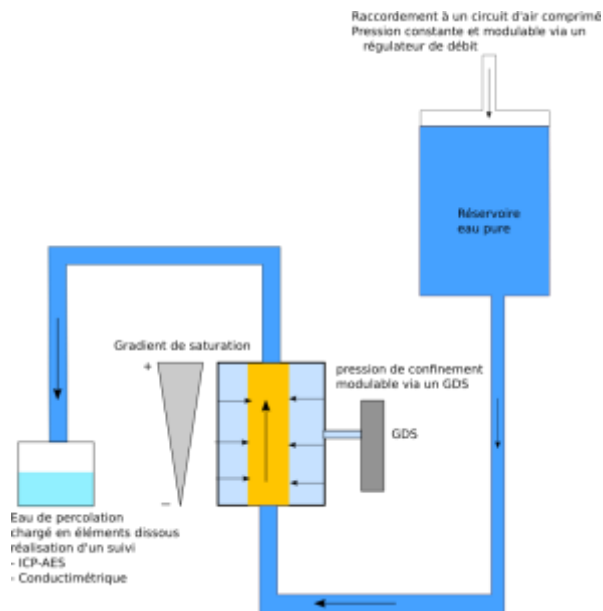 Raccordement à un circuit d'air comprimé
Pression constante et modulable via un
régulateur de débit
Réservoire
eau pure
Gradient de saturation
+
−
pression de confinement
modulable via un GDS
GDS
Eau de percolation
chargé en éléments dissous
réalisation d'un suivi
- ICP-AES
- Conductimétrique